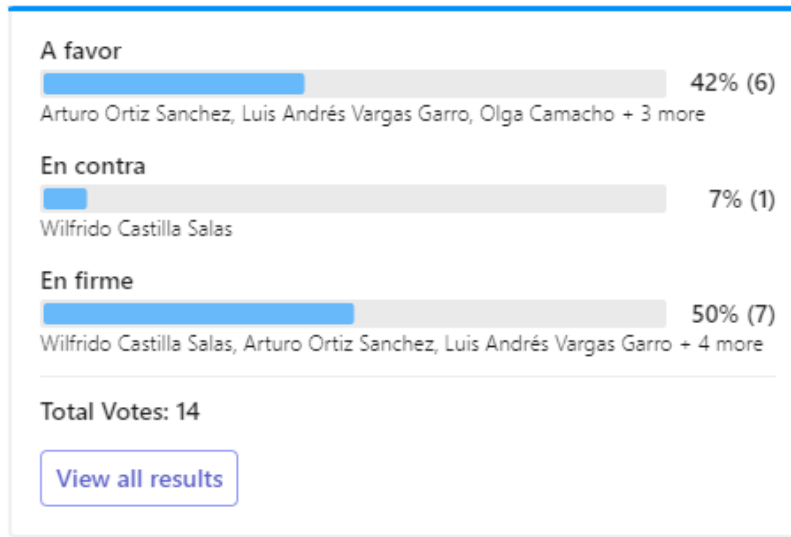 A favor
42% (6)
Arturo Ortiz Sanchez, Luis Andrés Vargas Garro, Olga Camacho + 3 more
En contra
7% (1)
Wilfrido Castilla Salas
En firme
50% (7)
Wilfrido Castilla Salas, Arturo Ortiz Sanchez, Luis Andrés Vargas Garro + 4 more
Total Votes: 14
View all results